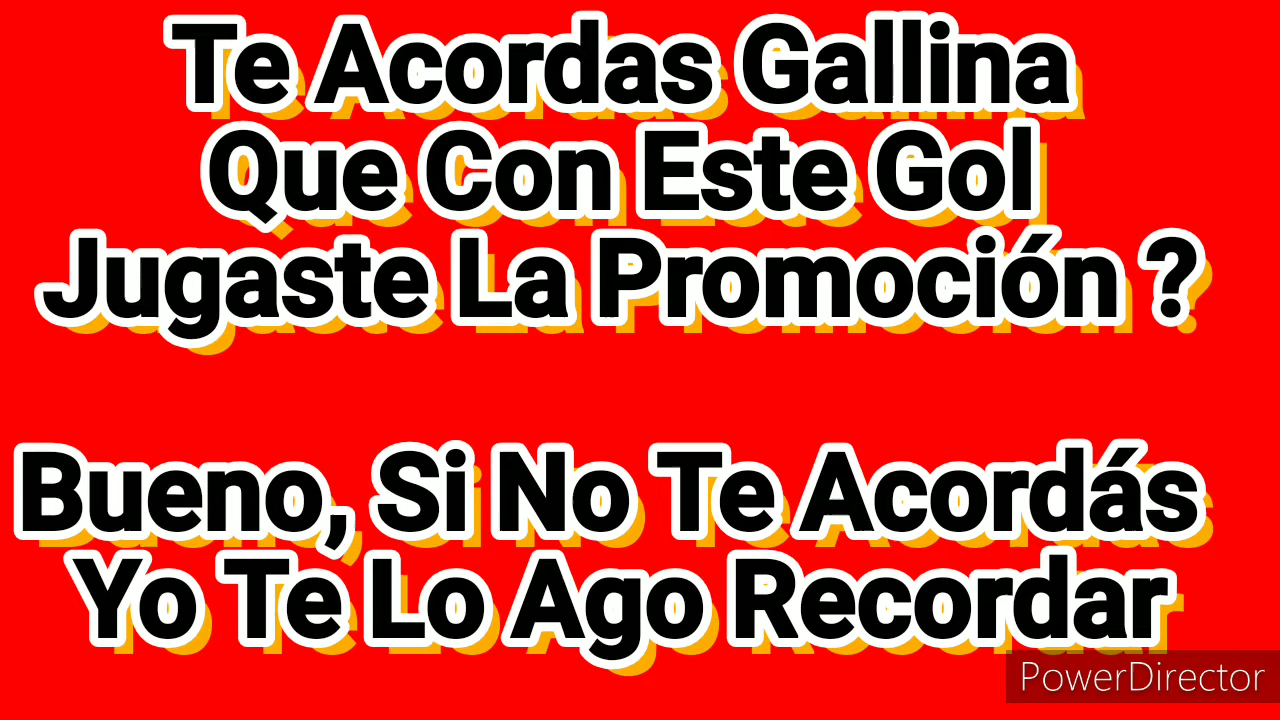 Te Acordas Gallina
Que Con Este Gol
Jugaste La Promoción ?
Bueno, Si No Te Acordás
Yo Te Lo Ago Recordar
PowerDirector